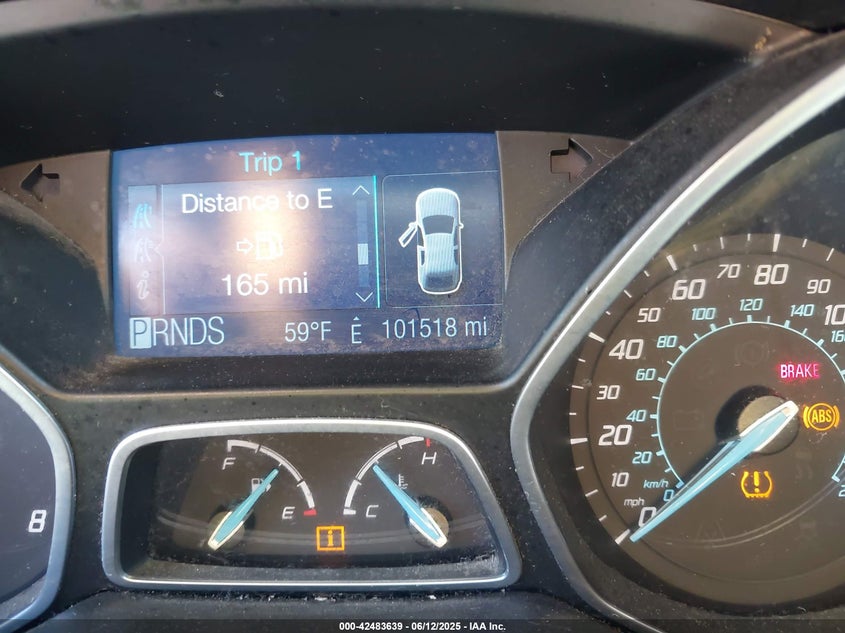 Trip 1
Distance to E
165 mi
PRNDS
59°F
Ê
101518 mi
F
E
H
C
i
8
0
10
20
30
40
50
60
70
80
90
10
mph
km/h
0
20
40
60
80
100
120
140
BRAKE
ABS
000-42483639 - 06/12/2025 - IAA Inc.